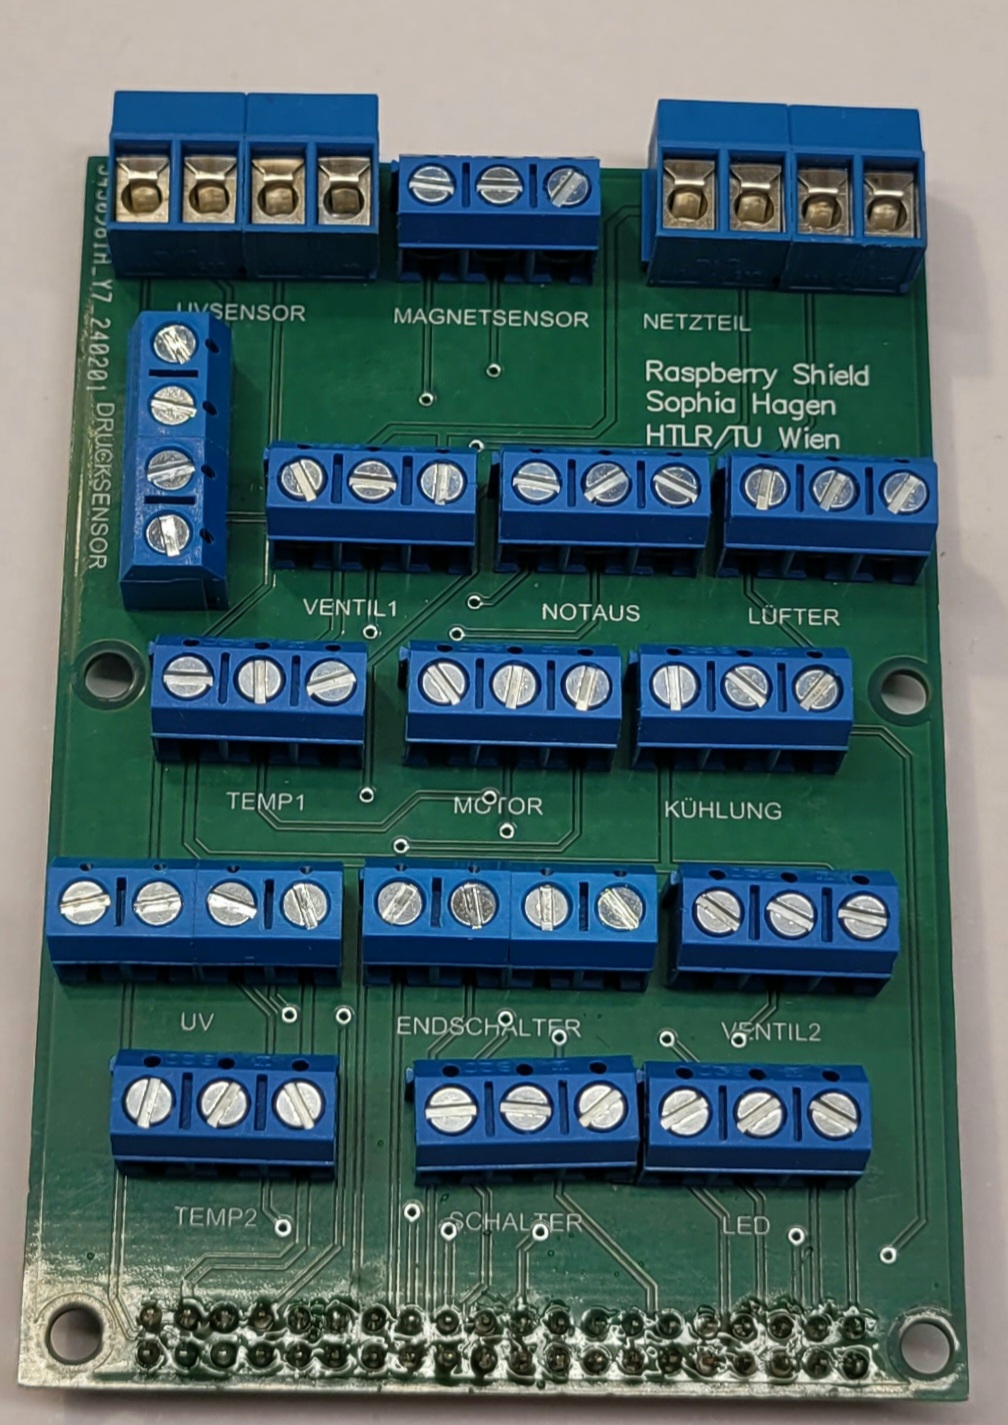 UVSENSOR
MAGNETSENSOR
NETZTEIL
Raspberry Shield
Sophia Hagen
HTLR/TU Wien
DRUCKSENSOR
VENTIL1
NOTAUS
LÜFTER
TEMP1
MOTOR
KÜHLUNG
UV
ENDSCHALTER
VENTIL2
TEMP2
SCHALTER
LED